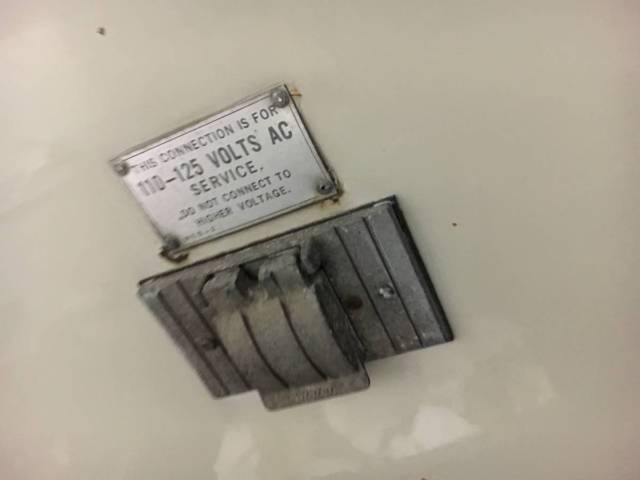 THIS CONNECTION IS FOR
110-125 VOLTS AC
SERVICE.
DO NOT CONNECT TO
HIGHER VOLTAGE.